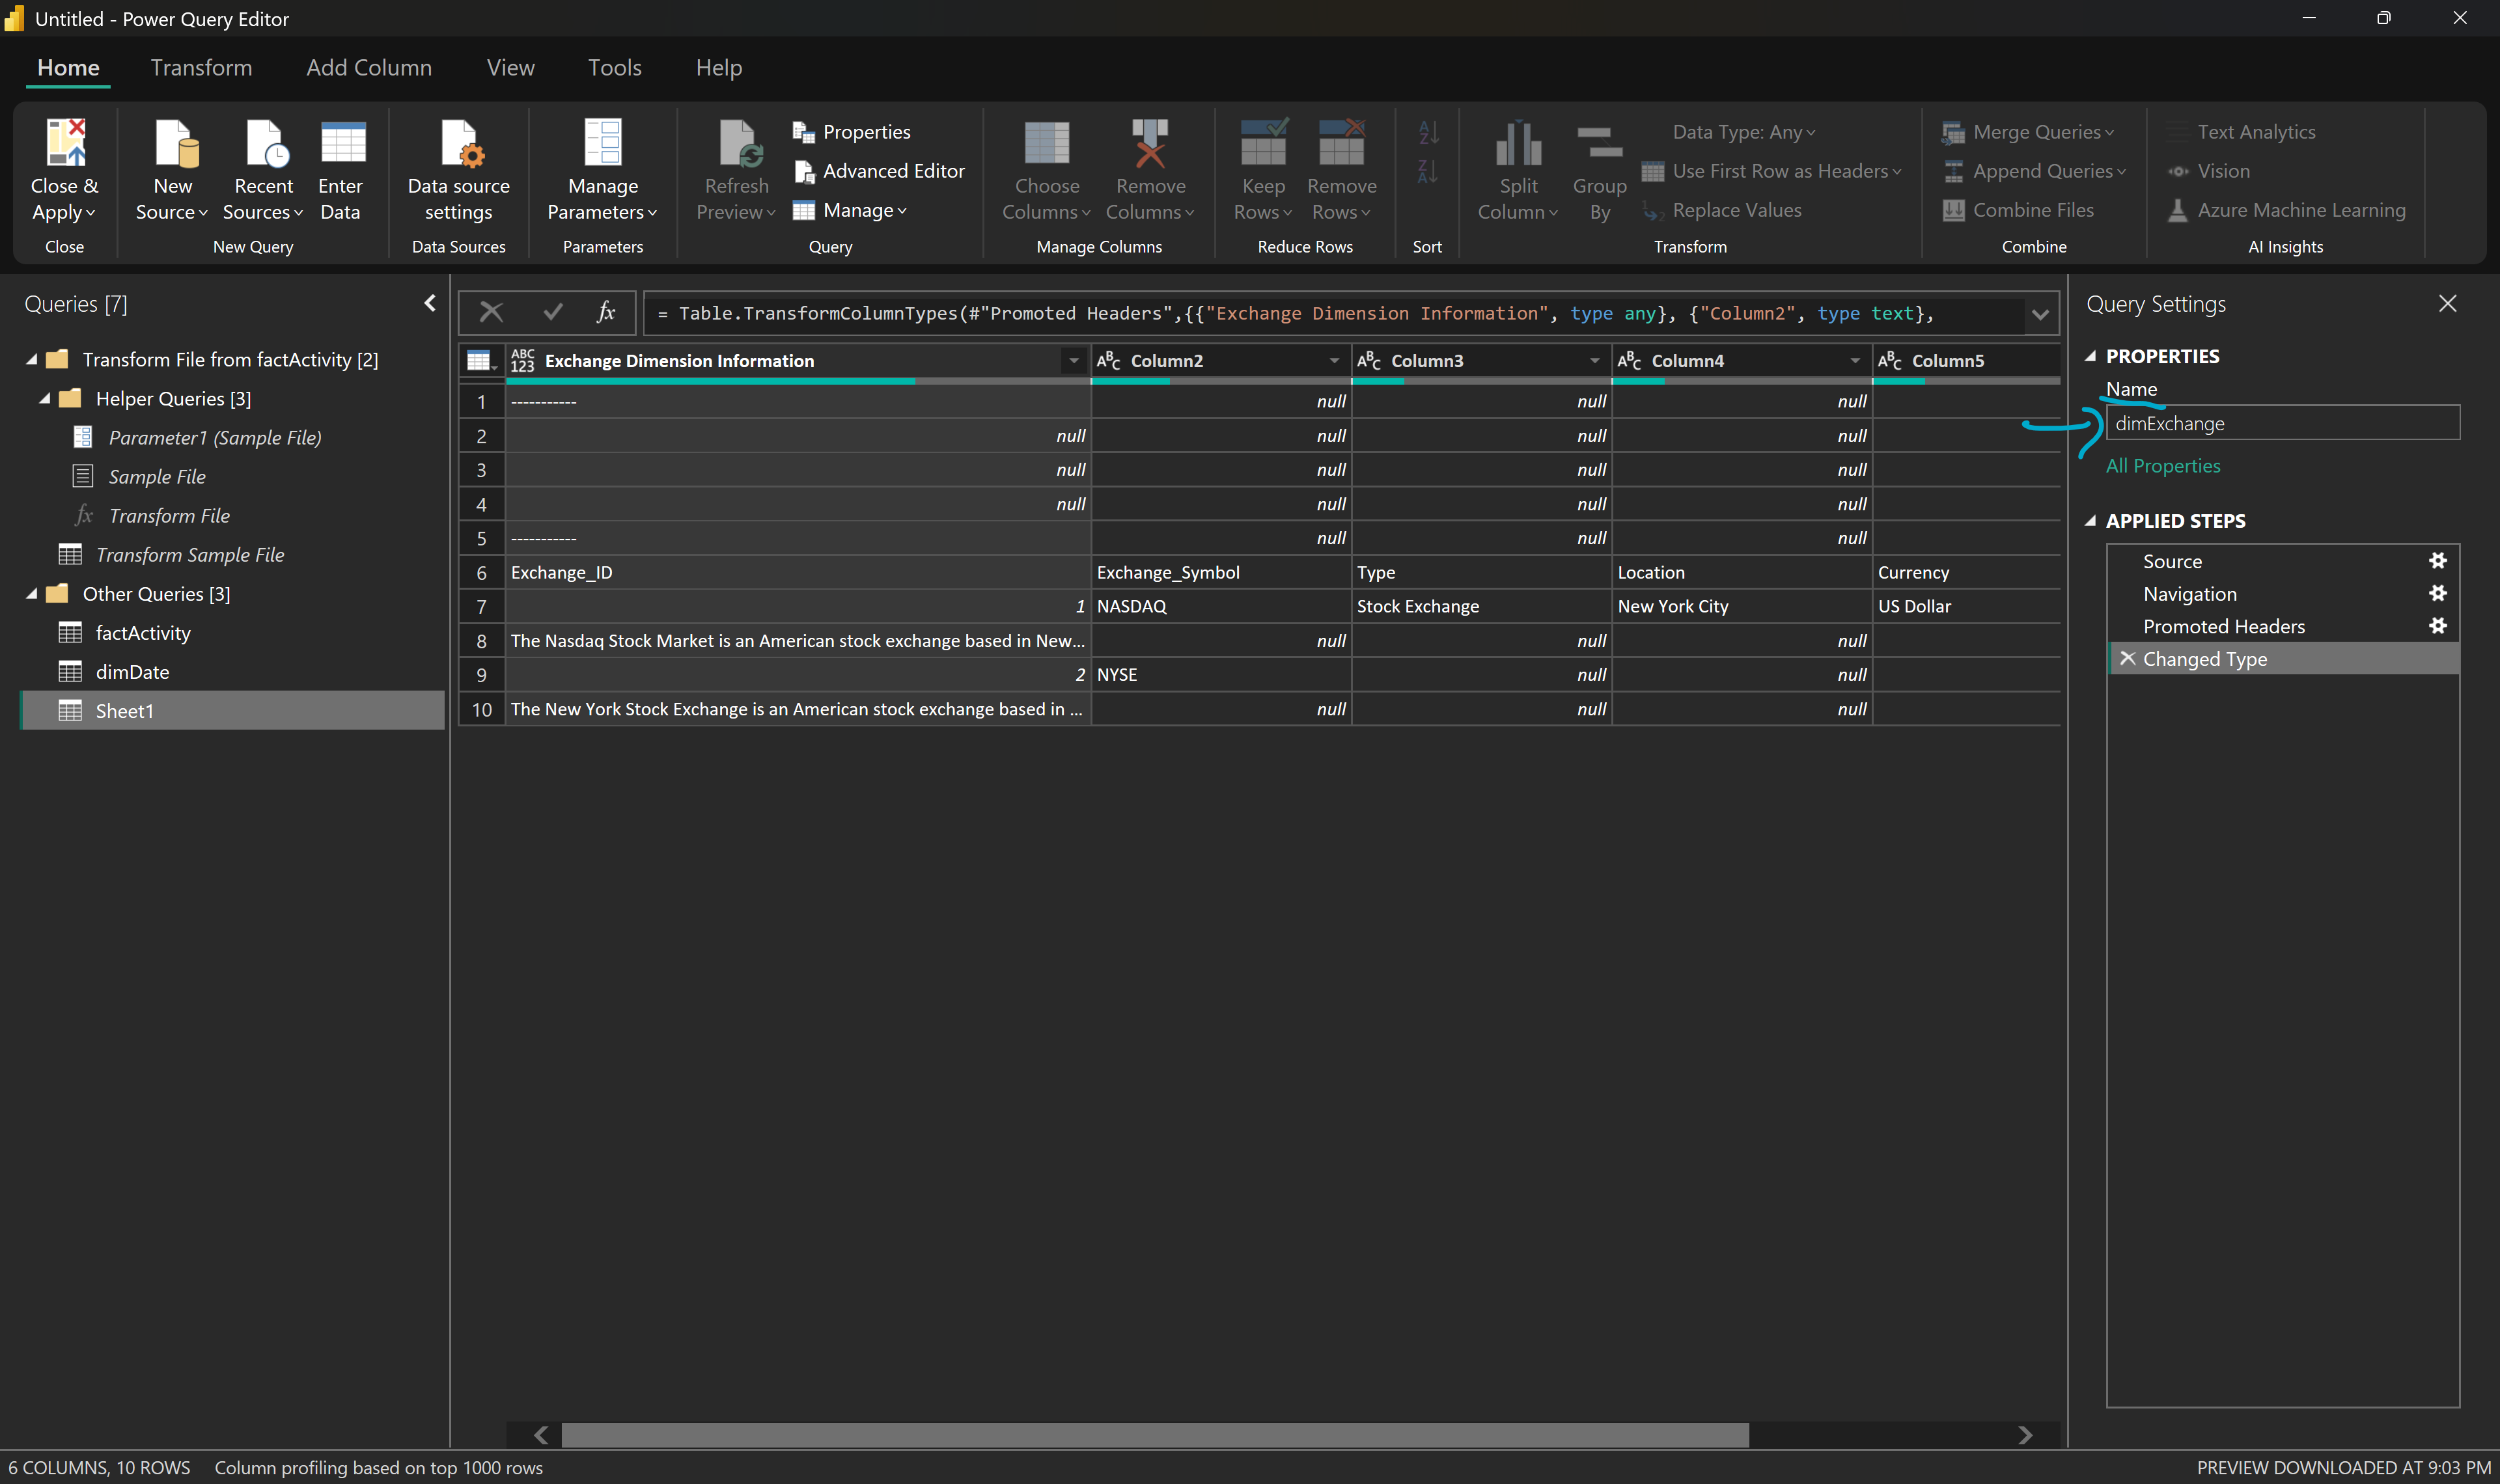 Untitled - Power Query Editor
Home Transform Add Column View Tools Help
Close & Apply
New Source
Recent Sources
Enter Data
Data source settings
Manage Parameters
Refresh Preview
Properties
Advanced Editor
Manage
Choose Columns
Remove Columns
Keep Rows
Remove Rows
Split Column
Group By
Data Type: Any
Use First Row as Headers
Replace Values
Merge Queries
Append Queries
Combine Files
Text Analytics
Vision
Azure Machine Learning
Close New Query Data Sources Parameters Query Manage Columns Reduce Rows Sort Transform Combine AI Insights
Queries [7]
Transform File from factActivity [2]
Helper Queries [3]
Parameter1 (Sample File)
Sample File
fx Transform File
Transform Sample File
Other Queries [3]
factActivity
dimDate
Sheet1
fx = Table.TransformColumnTypes(#"Promoted Headers",{{"Exchange Dimension Information", type any}, {"Column2", type text},
ABC 123 Exchange Dimension Information ABC Column2 ABC Column3 ABC Column4 ABC Column5
1 ----------- null null null
2 null null null null
3 null null null null
4 null null null null
5 ----------- null null null
6 Exchange_ID Exchange_Symbol Type Location Currency
7 1 NASDAQ Stock Exchange New York City US Dollar
8 The Nasdaq Stock Market is an American stock exchange based in New... null null null
9 2 NYSE null null
10 The New York Stock Exchange is an American stock exchange based in ... null null null
Query Settings
PROPERTIES
Name
dimExchange
All Properties
APPLIED STEPS
Source
Navigation
Promoted Headers
Changed Type
6 COLUMNS, 10 ROWS Column profiling based on top 1000 rows PREVIEW DOWNLOADED AT 9:03 PM